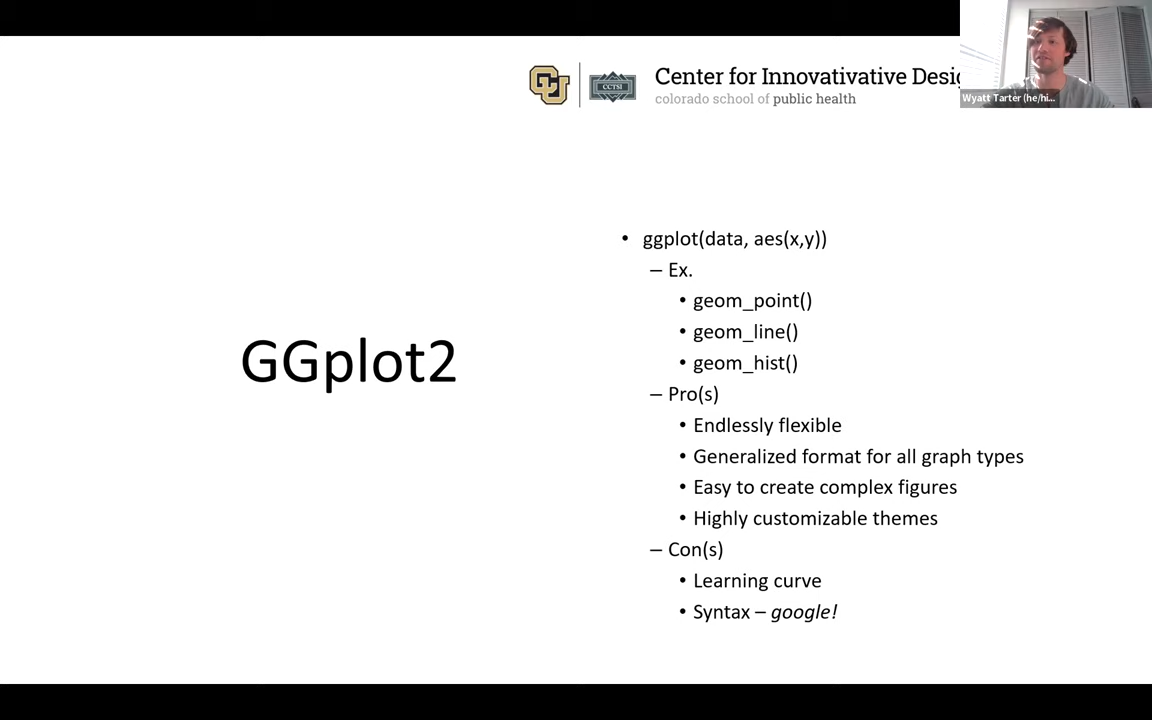 CU
CCTSI
Center for Innovativative Desig
colorado school of public health
Wyatt Tarter (he/hi...
GGplot2
• ggplot(data, aes(x,y))
– Ex.
• geom_point()
• geom_line()
• geom_hist()
– Pro(s)
• Endlessly flexible
• Generalized format for all graph types
• Easy to create complex figures
• Highly customizable themes
– Con(s)
• Learning curve
• Syntax – google!